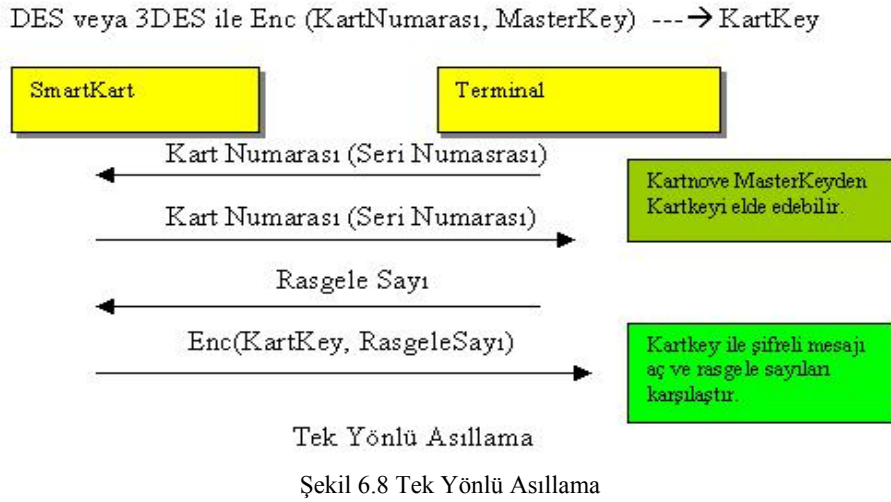 DES veya 3DES ile Enc (KartNumarası, MasterKey) ---→ KartKey
SmartKart
Terminal
Kart Numarası (Seri Numasrası)
Kartnove MasterKeyden
Kartkeyi elde edebilir.
Kart Numarası (Seri Numarası)
Rasgele Sayı
Enc(KartKey, RasgeleSayı)
Kartkey ile şifreli mesajı
aç ve rasgele sayıları
karşılaştır.
Tek Yönlü Asıllama
Şekil 6.8 Tek Yönlü Asıllama